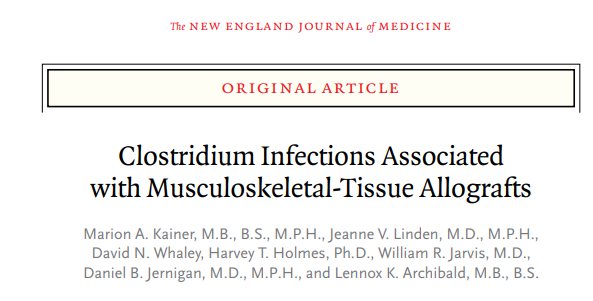 The NEW ENGLAND JOURNAL of MEDICINE
ORIGINAL ARTICLE
Clostridium Infections Associated
with Musculoskeletal-Tissue Allografts
Marion A. Kainer, M.B., B.S., M.P.H., Jeanne V. Linden, M.D., M.P.H.,
David N. Whaley, Harvey T. Holmes, Ph.D., William R. Jarvis, M.D.,
Daniel B. Jernigan, M.D., M.P.H., and Lennox K. Archibald, M.B., B.S.